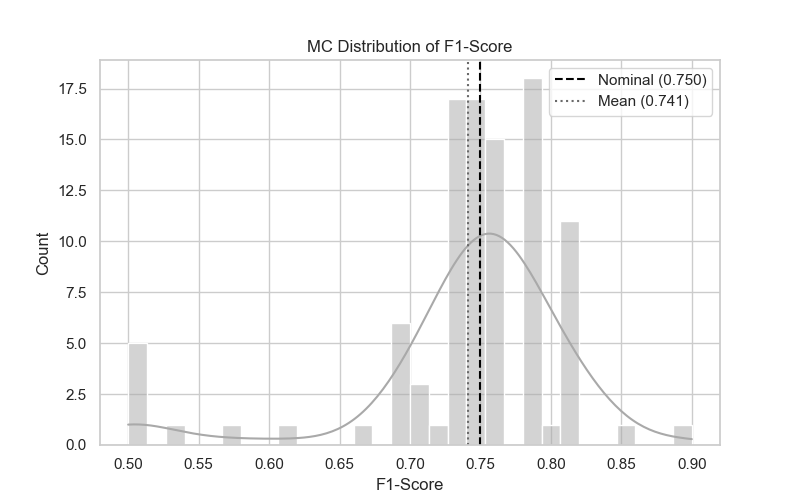 MC Distribution of F1-Score
Nominal (0.750)
Mean (0.741)
Count
17.5
15.0
12.5
10.0
7.5
5.0
2.5
0.0
0.50 0.55 0.60 0.65 0.70 0.75 0.80 0.85 0.90
F1-Score